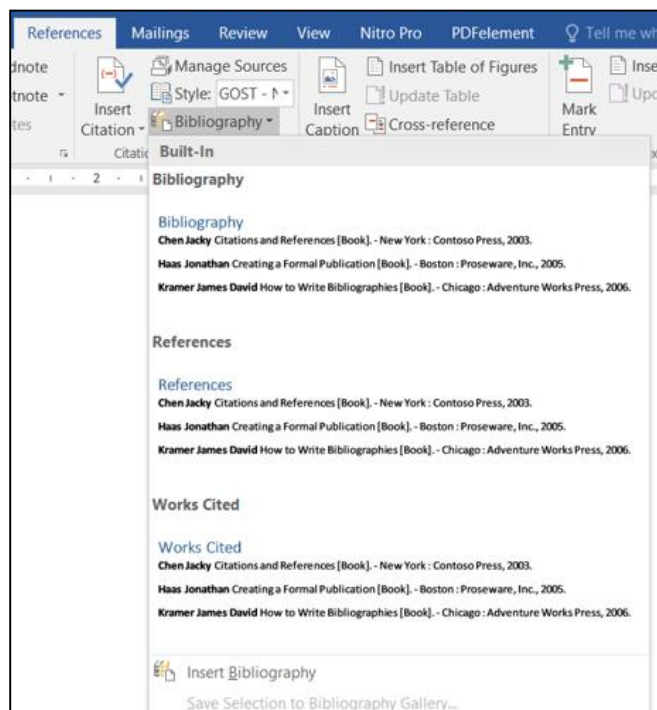 References Mailings Review View Nitro Pro PDFelement Tell me wh
dnote Manage Sources Insert Table of Figures Inse
tnote Insert Style: GOST - N Insert Update Table Mark Upd
tes Citation Bibliography Caption Cross-reference Entry
Citatic Built-In
2 Bibliography
Bibliography
Chen Jacky Citations and References [Book]. - New York : Contoso Press, 2003.
Haas Jonathan Creating a Formal Publication [Book]. - Boston : Proseware, Inc., 2005.
Kramer James David How to Write Bibliographies [Book]. - Chicago : Adventure Works Press, 2006.
References
References
Chen Jacky Citations and References [Book]. - New York : Contoso Press, 2003.
Haas Jonathan Creating a Formal Publication [Book]. - Boston : Proseware, Inc., 2005.
Kramer James David How to Write Bibliographies [Book]. - Chicago : Adventure Works Press, 2006.
Works Cited
Works Cited
Chen Jacky Citations and References [Book]. - New York : Contoso Press, 2003.
Haas Jonathan Creating a Formal Publication [Book]. - Boston : Proseware, Inc., 2005.
Kramer James David How to Write Bibliographies [Book]. - Chicago : Adventure Works Press, 2006.
Insert Bibliography
Save Selection to Bibliography Gallery...